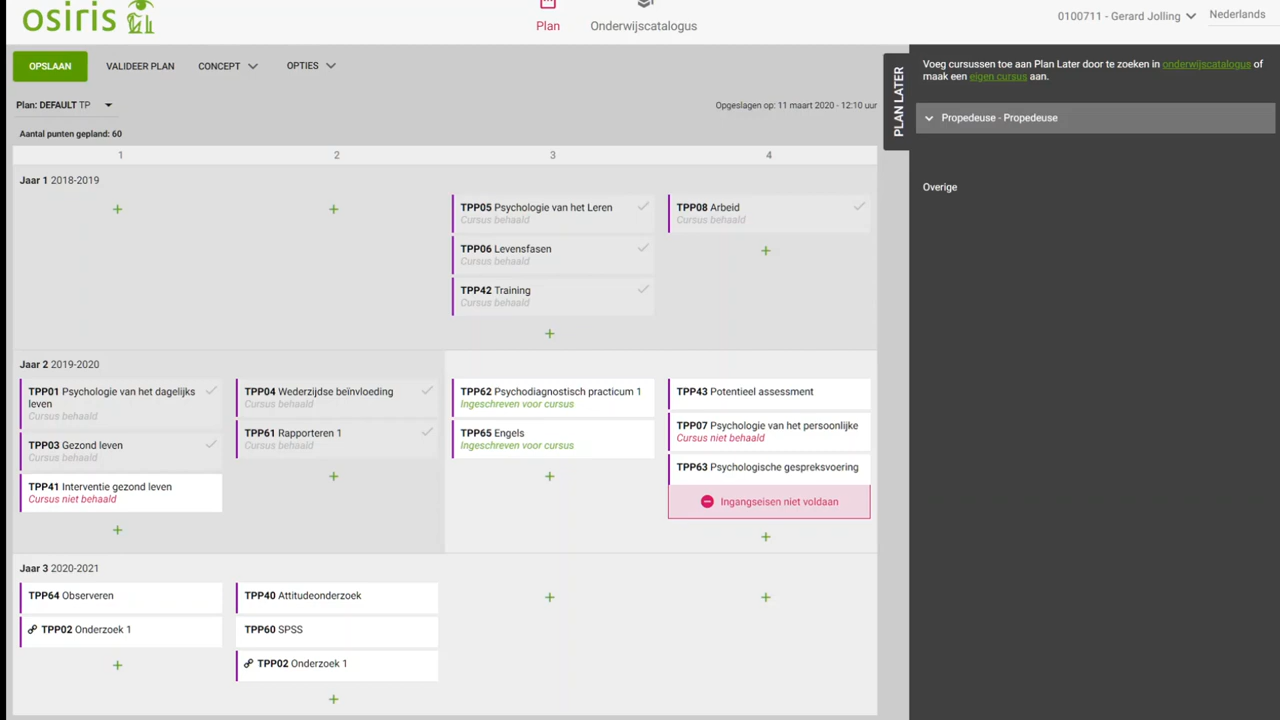 osiris
Plan
Onderwijscatalogus
0100711 - Gerard Jolling
Nederlands
OPSLAAN
VALIDEER PLAN
CONCEPT
OPTIES
Plan: DEFAULT TP
Opgeslagen op: 11 maart 2020 - 12:10 uur
Aantal punten gepland: 60
1
2
3
4
Jaar 1 2018-2019
+
+
TPP05 Psychologie van het Leren
Cursus behaald
TPP06 Levensfasen
Cursus behaald
TPP42 Training
Cursus behaald
+
TPP08 Arbeid
Cursus behaald
+
Jaar 2 2019-2020
TPP01 Psychologie van het dagelijks
leven
Cursus behaald
TPP03 Gezond leven
Cursus behaald
TPP41 Interventie gezond leven
Cursus niet behaald
+
TPP04 Wederzijdse beïnvloeding
Cursus behaald
TPP61 Rapporteren 1
Cursus behaald
+
TPP62 Psychodiagnostisch practicum 1
Ingeschreven voor cursus
TPP65 Engels
Ingeschreven voor cursus
+
TPP43 Potentieel assessment
TPP07 Psychologie van het persoonlijke
Cursus niet behaald
TPP63 Psychologische gespreksvoering
Ingangseisen niet voldaan
+
Jaar 3 2020-2021
TPP64 Observeren
TPP02 Onderzoek 1
+
TPP40 Attitudeonderzoek
TPP60 SPSS
TPP02 Onderzoek 1
+
+
+
PLAN LATER
Voeg cursussen toe aan Plan Later door te zoeken in onderwijscatalogus of
maak een eigen cursus aan.
Propedeuse - Propedeuse
Overige